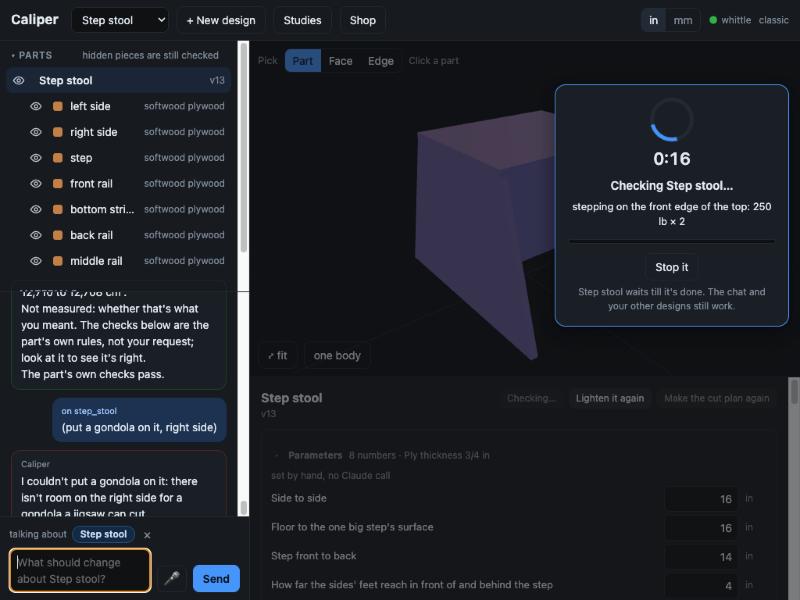 Caliper Step stool + New design Studies Shop in mm whittle classic
PARTS hidden pieces are still checked
Step stool v13
left side softwood plywood
right side softwood plywood
step softwood plywood
front rail softwood plywood
bottom stri... softwood plywood
back rail softwood plywood
middle rail softwood plywood
Not measured: whether that's what
you meant. The checks below are the
part's own rules, not your request;
look at it to see it's right.
The part's own checks pass.
on step_stool
(put a gondola on it, right side)
Caliper
I couldn't put a gondola on it: there
isn't room on the right side for a
gondola a jigsaw can cut.
talking about Step stool ×
What should change
about Step stool?
Send
Pick Part Face Edge Click a part
fit one body
0:16
Checking Step stool...
stepping on the front edge of the top: 250
lb × 2
Stop it
Step stool waits till it's done. The chat and
your other designs still work.
Step stool Checking... Lighten it again Make the cut plan again
v13
Parameters 8 numbers · Ply thickness 3/4 in
set by hand, no Claude call
Side to side 16 in
Floor to the one big step's surface 16 in
Step front to back 14 in
How far the sides' feet reach in front of and behind the step 4 in